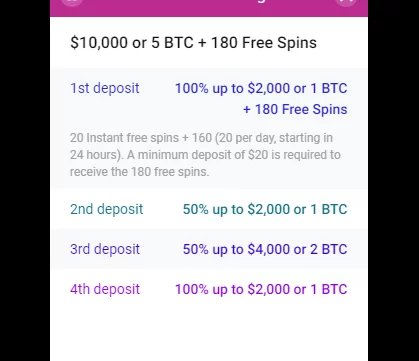 $10,000 or 5 BTC + 180 Free Spins
1st deposit 100% up to $2,000 or 1 BTC
+ 180 Free Spins
20 Instant free spins + 160 (20 per day, starting in
24 hours). A minimum deposit of $20 is required to
receive the 180 free spins.
2nd deposit 50% up to $2,000 or 1 BTC
3rd deposit 50% up to $4,000 or 2 BTC
4th deposit 100% up to $2,000 or 1 BTC